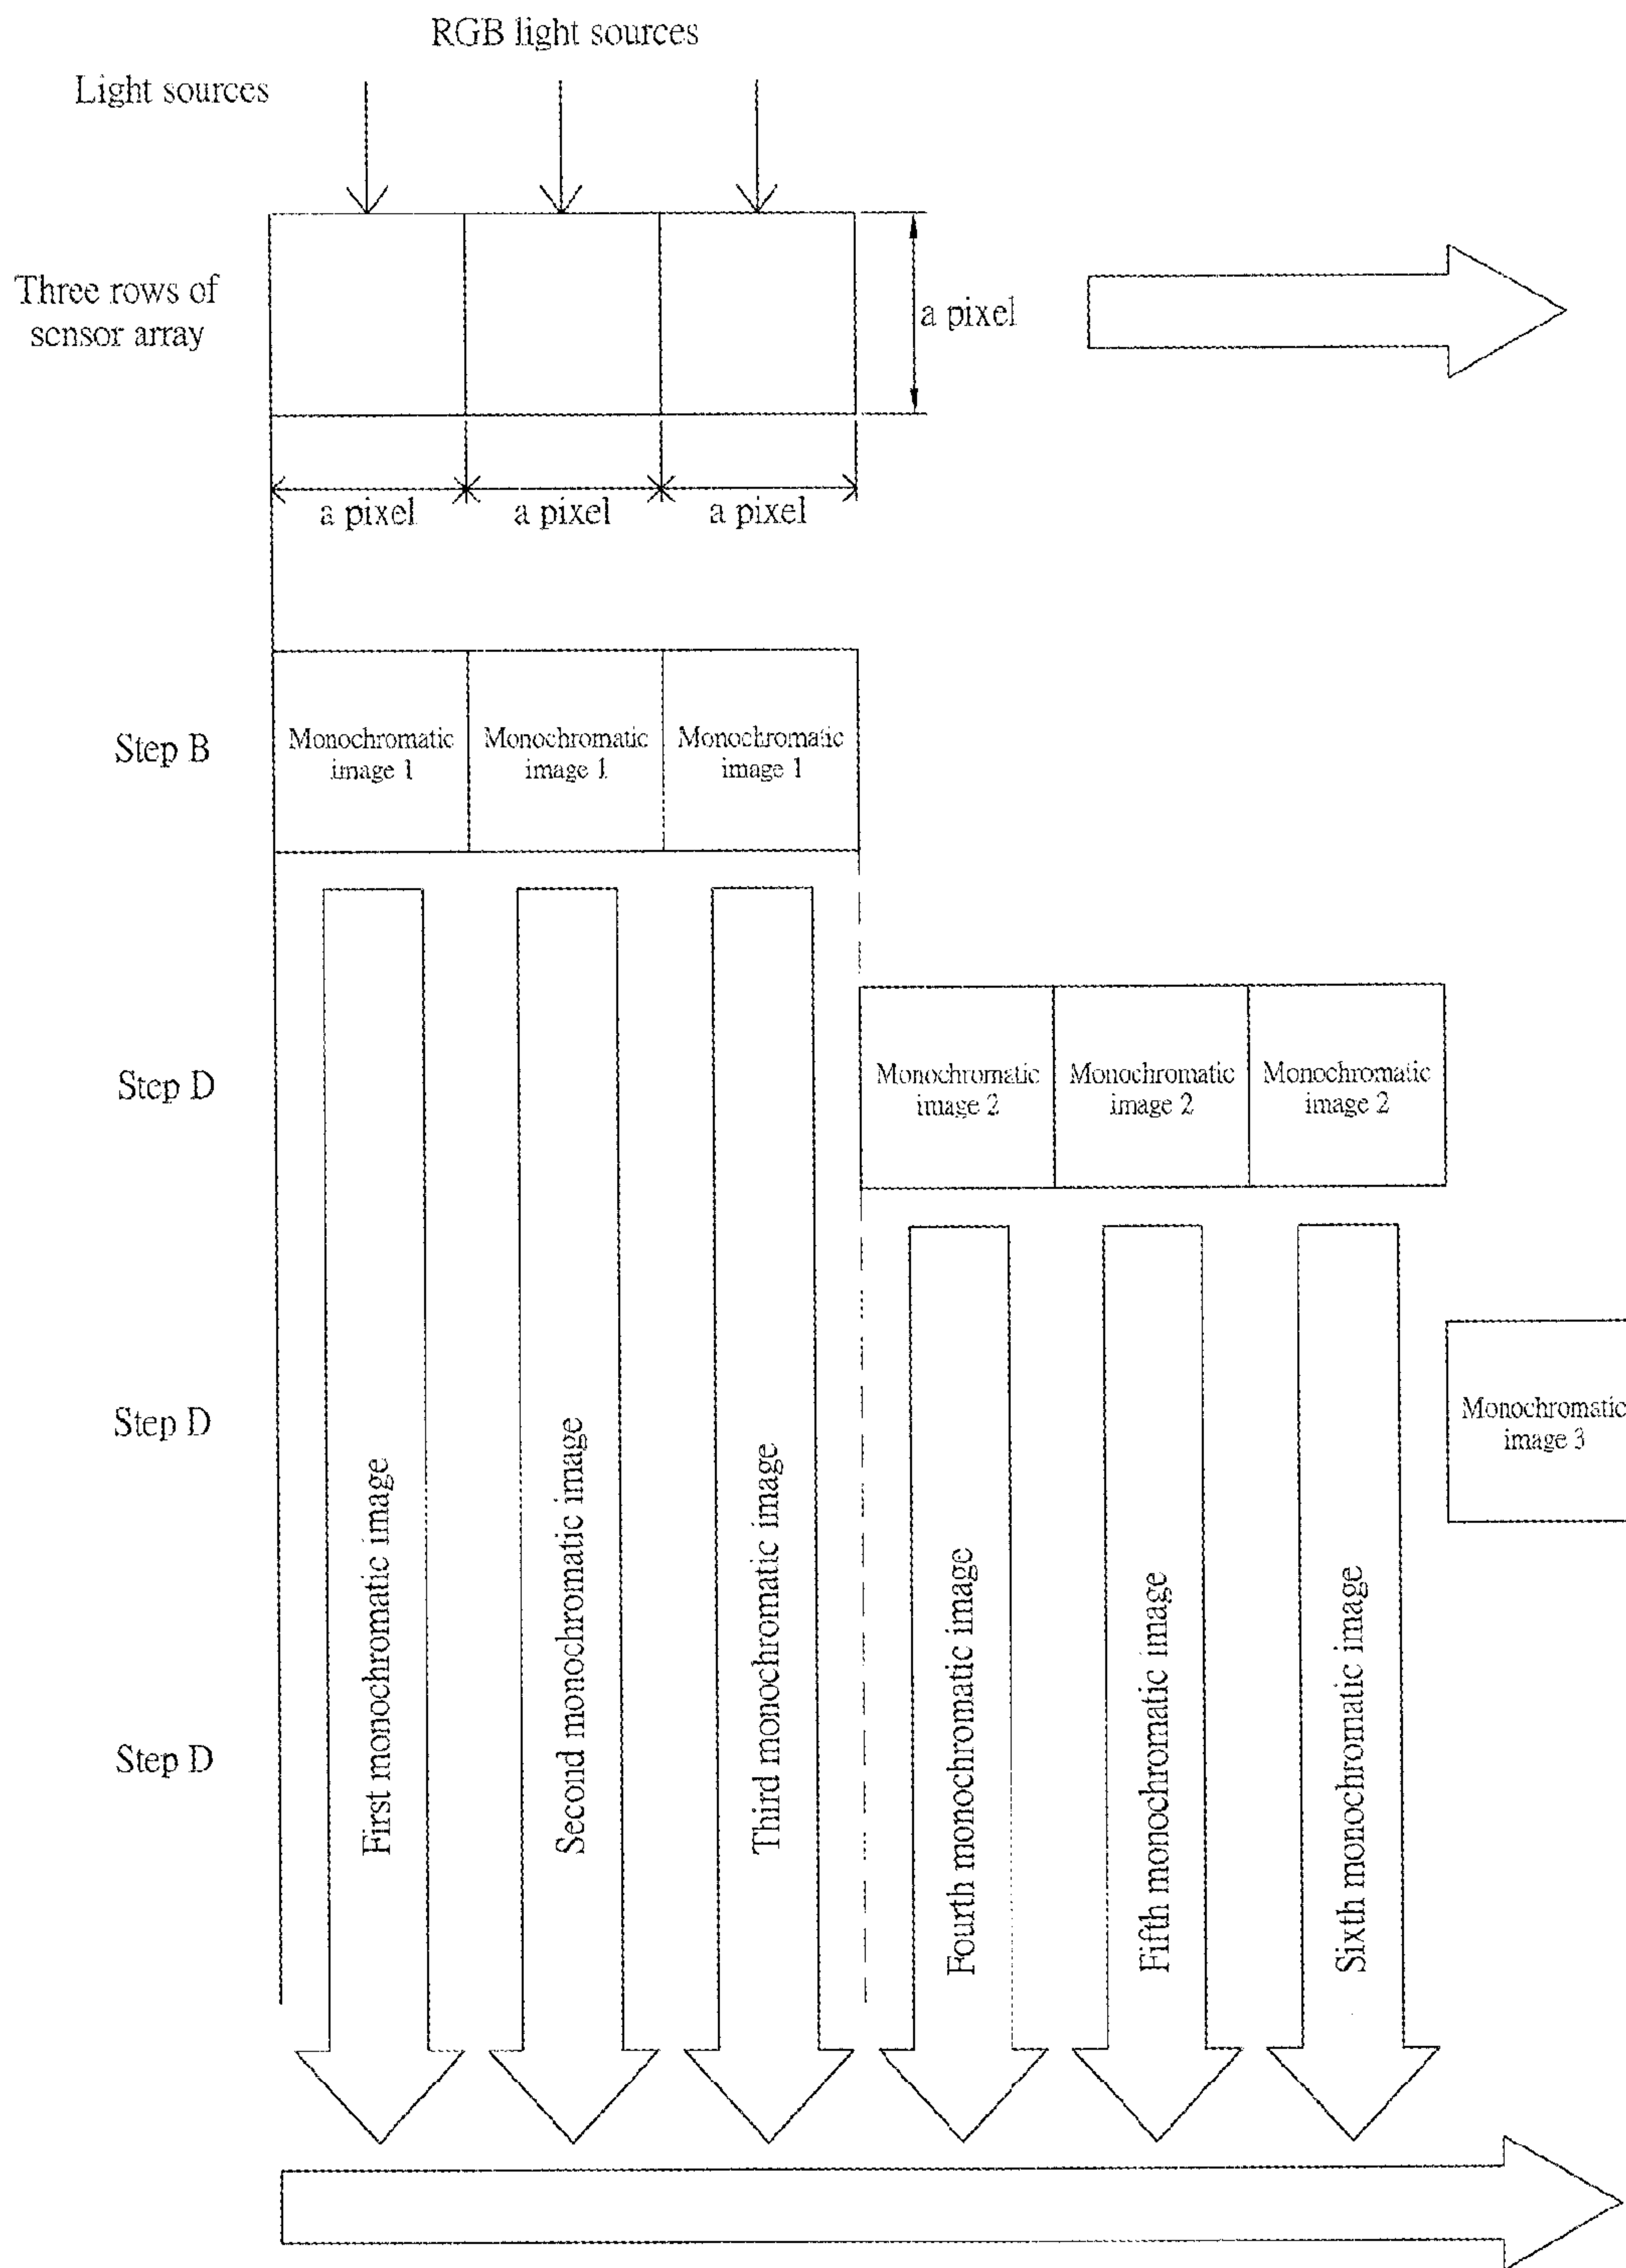 RGB light sources
Light sources
Three rows of
sensor array
a pixel
a pixel
a pixel
a pixel
Step B
Monochromatic
image 1
Monochromatic
image 1
Monochromatic
image 1
Step D
Monochromatic
image 2
Monochromatic
image 2
Monochromatic
image 2
Step D
Monochromatic
image 3
Step D
First monochromatic image
Second monochromatic image
Third monochromatic image
Fourth monochromatic image
Fifth monochromatic image
Sixth monochromatic image